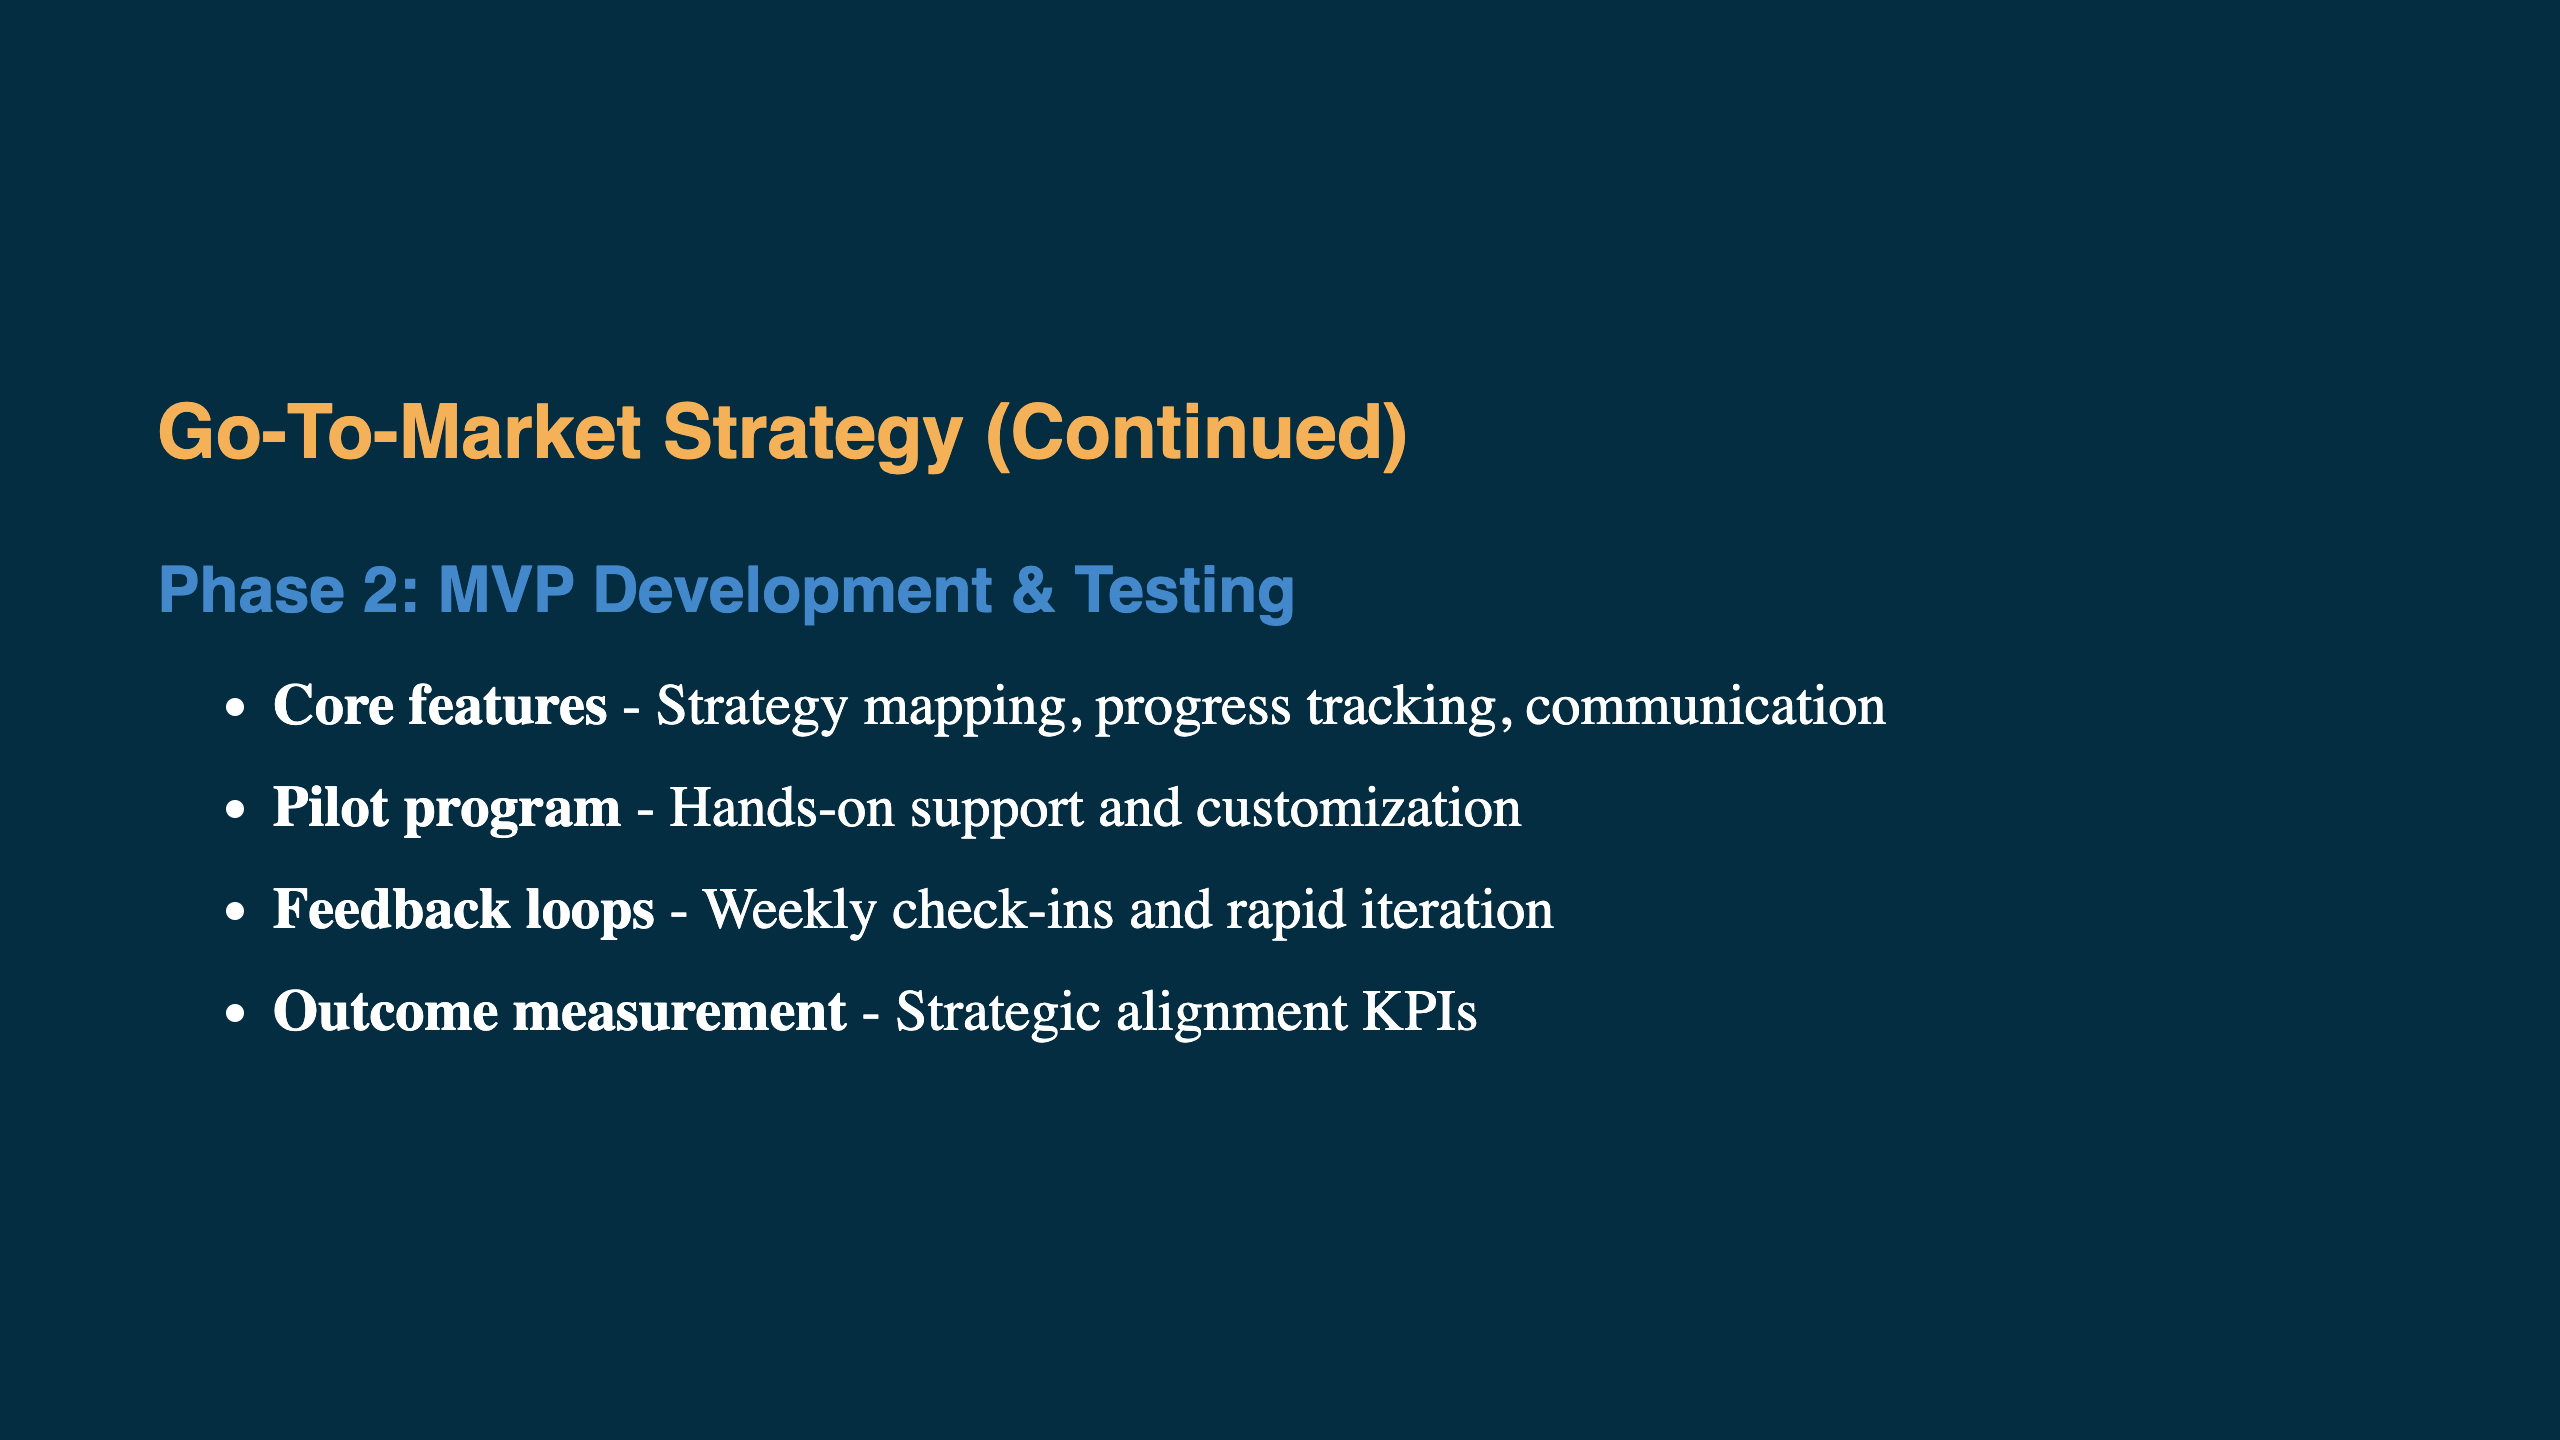 Go-To-Market Strategy (Continued)
Phase 2: MVP Development & Testing
• Core features - Strategy mapping, progress tracking, communication
• Pilot program - Hands-on support and customization
• Feedback loops - Weekly check-ins and rapid iteration
• Outcome measurement - Strategic alignment KPIs